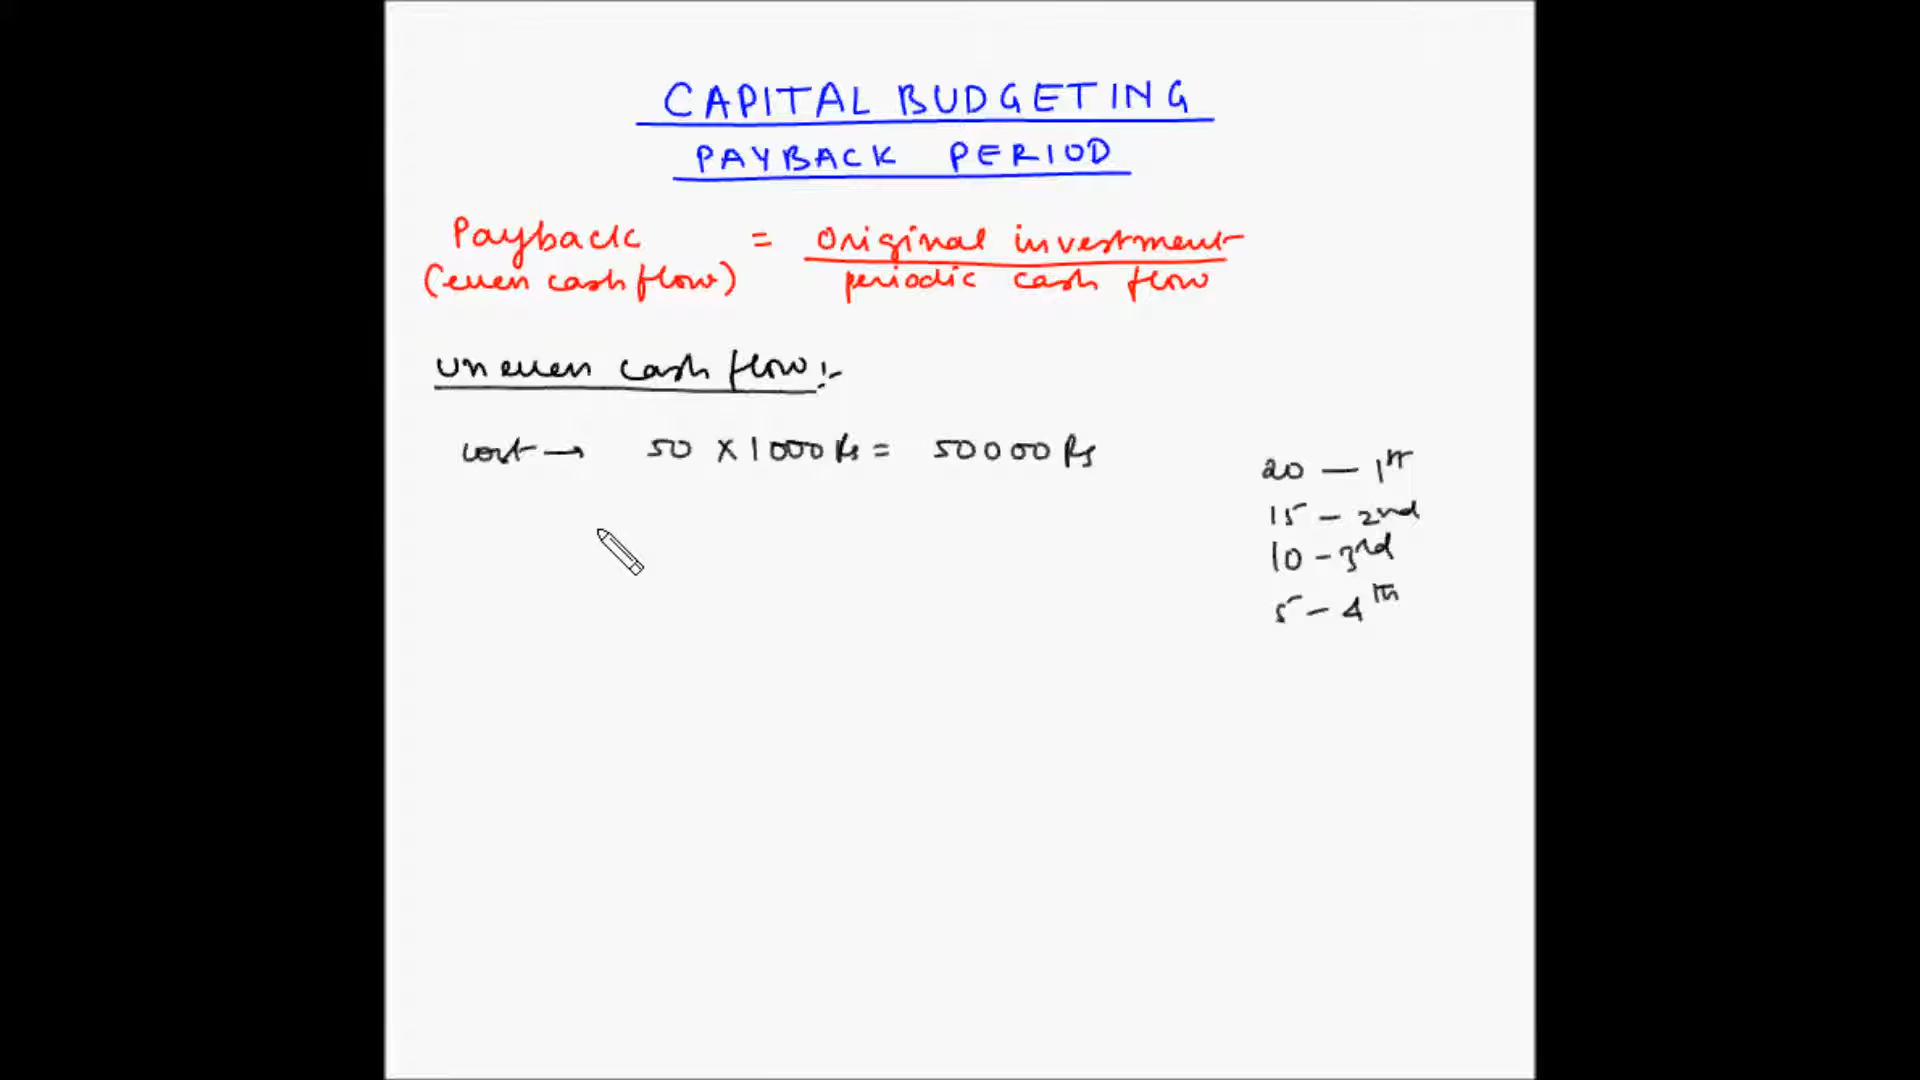 CAPITAL BUDGETING
PAYBACK PERIOD
Payback = Original investment
(even cash flow) periodic cash flow
uneven cash flow:-
cost → 50 X 1000 Rs = 50000 Rs
20 — 1st
15 - 2nd
10 - 3rd
5 - 4th